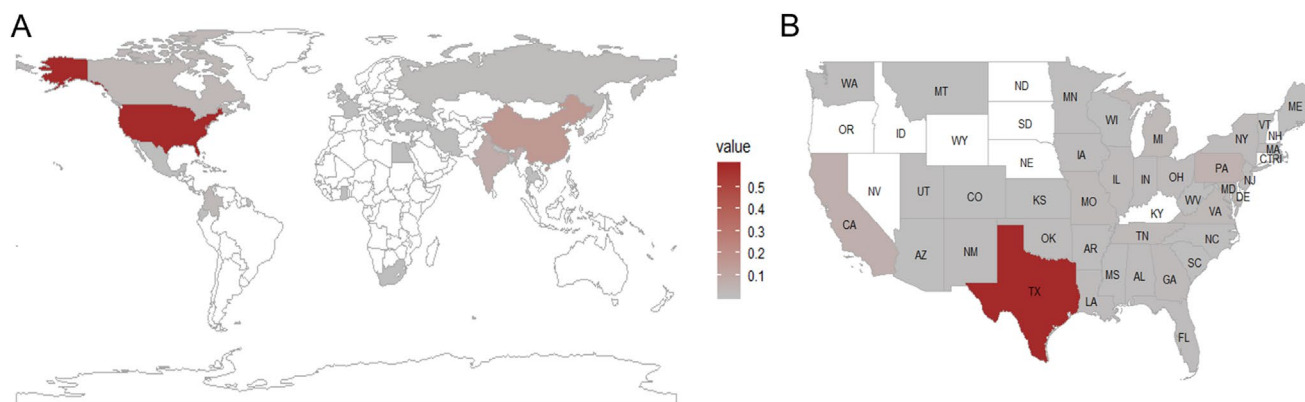 A
B
value
0.5
0.4
0.3
0.2
0.1
WA
MT
ND
MN
ME
OR
ID
SD
WI
VT
NH
WY
MI
NY
MA
CTRI
NE
IA
PA
NV
UT
CO
IL
IN
OH
NJ
MD
DE
CA
KS
MO
WV
VA
KY
AZ
NM
OK
TN
NC
AR
SC
TX
MS
AL
GA
LA
FL